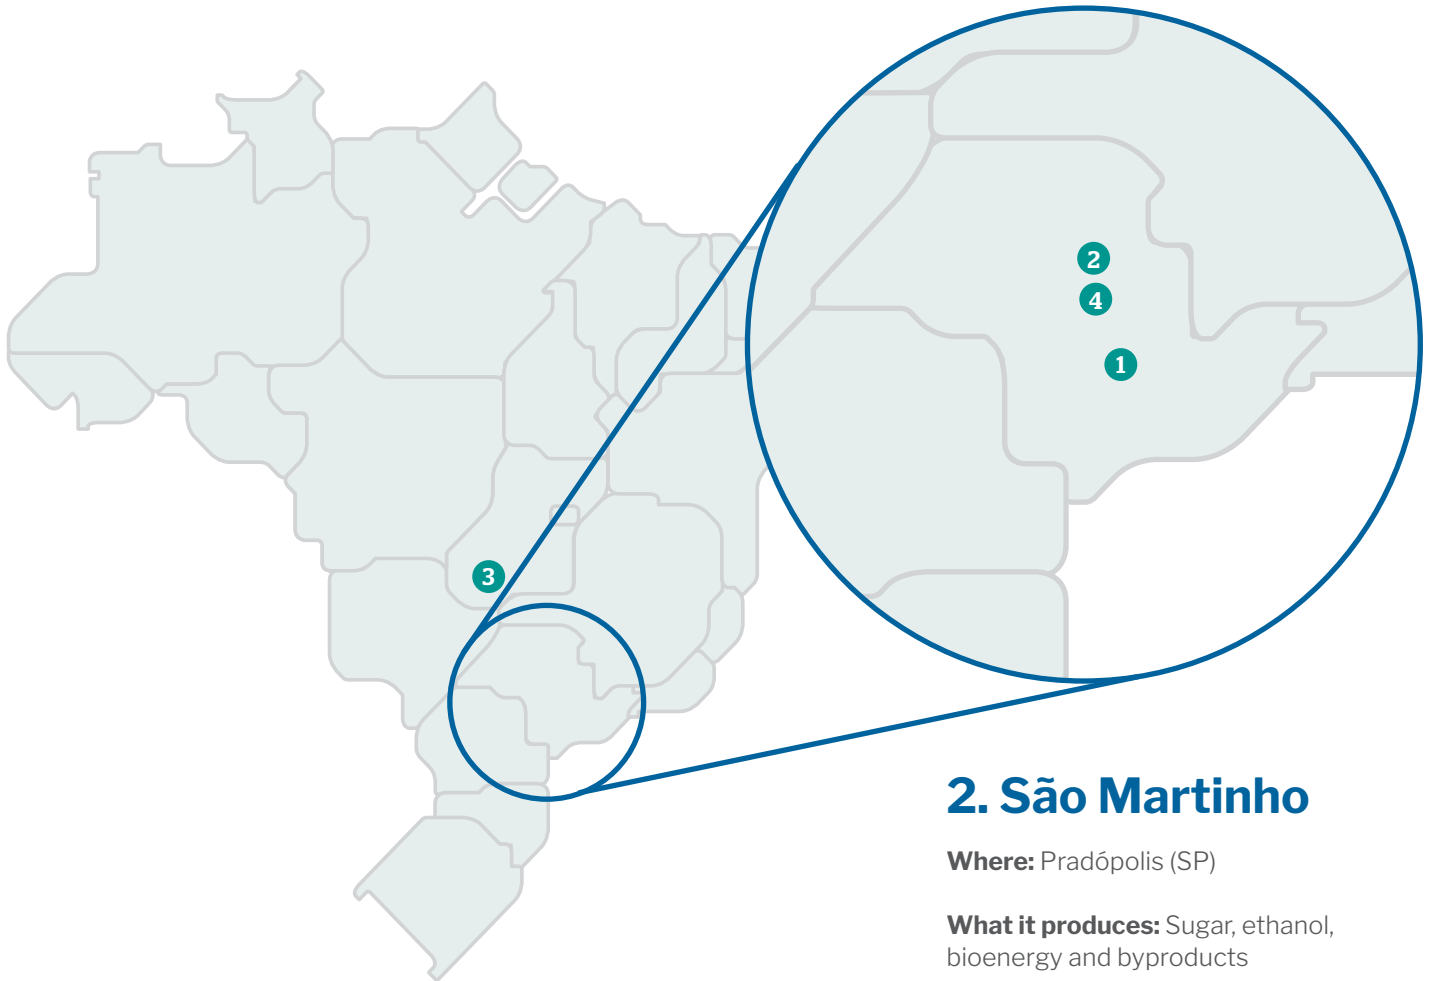 2
4
1
3
2. São Martinho
Where: Pradópolis (SP)
What it produces: Sugar, ethanol,
bioenergy and byproducts